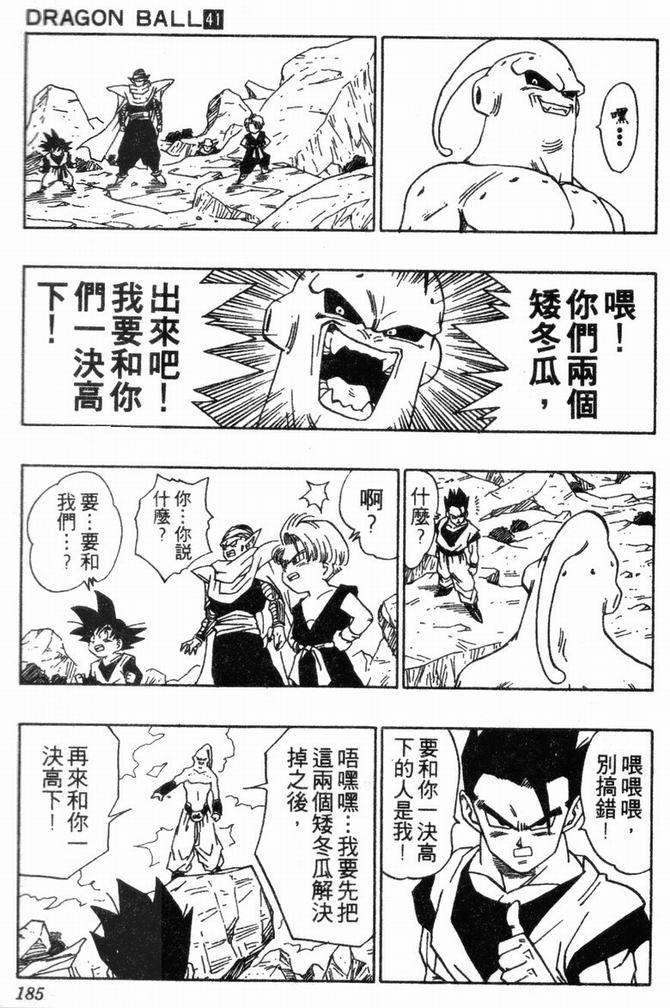 DRAGON BALL 41
嘿…
喂！
你們兩個
矮冬瓜，
出來吧！
我要和你
們一決高
下！
什麼？
啊？
你…你說
什麼？
要…要和
我們…？
喂喂喂，
別搞錯！
要和你一決高
下的人是我！
唔嘿嘿…我要先把
這兩個矮冬瓜解決
掉之後，
再來和你一
決高下！
185